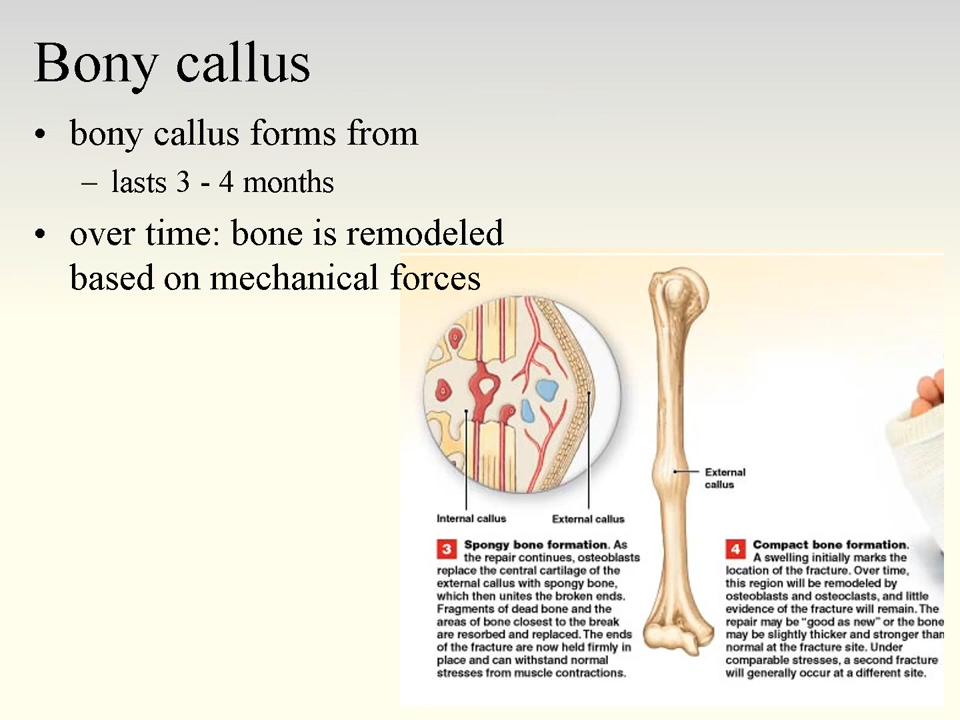 Bony callus
• bony callus forms from
– lasts 3 - 4 months
• over time: bone is remodeled
based on mechanical forces
Internal callus
External callus
External
callus
3 Spongy bone formation. As
the repair continues, osteoblasts
replace the central cartilage of the
external callus with spongy bone,
which then unites the broken ends.
Fragments of dead bone and the
areas of bone closest to the break
are resorbed and replaced. The ends
of the fracture are now held firmly in
place and can withstand normal
stresses from muscle contractions.
4 Compact bone formation.
A swelling initially marks the
location of the fracture. Over time,
this region will be remodeled by
osteoblasts and osteoclasts, and little
evidence of the fracture will remain. The
repair may be "good as new" or the bone
may be slightly thicker and stronger than
normal at the fracture site. Under
comparable stresses, a second fracture
will generally occur at a different site.